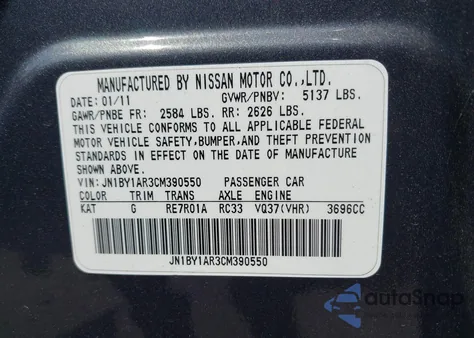 MANUFACTURED BY NISSAN MOTOR CO.,LTD.
DATE: 01/11 GVWR/PNBV: 5137 LBS.
GAWR/PNBE FR: 2584 LBS. RR: 2626 LBS.
THIS VEHICLE CONFORMS TO ALL APPLICABLE FEDERAL
MOTOR VEHICLE SAFETY,BUMPER,AND THEFT PREVENTION
STANDARDS IN EFFECT ON THE DATE OF MANUFACTURE
SHOWN ABOVE.
VIN: JN1BY1AR3CM390550 PASSENGER CAR
COLOR TRIM TRANS AXLE ENGINE
KAT G RE7R01A RC33 VQ37(VHR) 3696CC
JN1BY1AR3CM390550
autoSnap